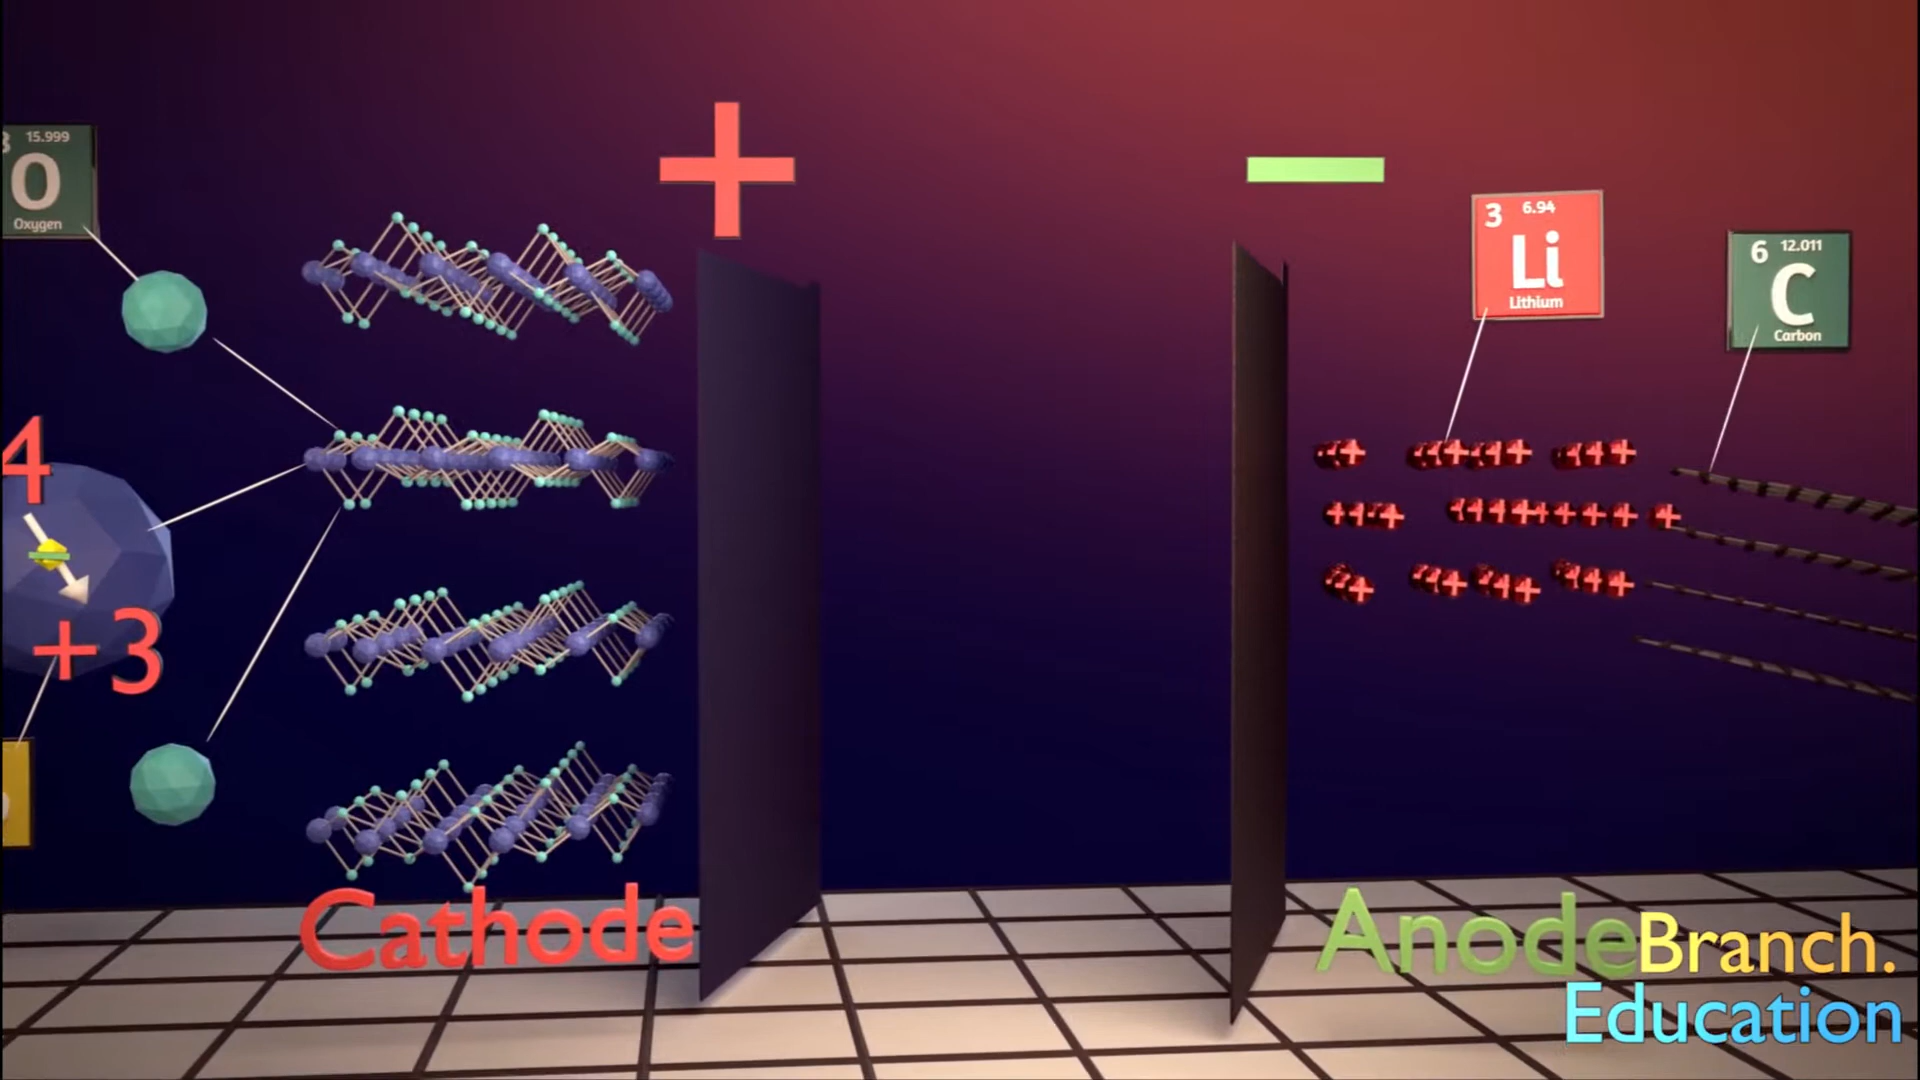 15.999
O
Oxygen
4
+3
+
−
3 6.94
Li
Lithium
6 12.011
C
Carbon
Cathode
Anode
Branch.
Education